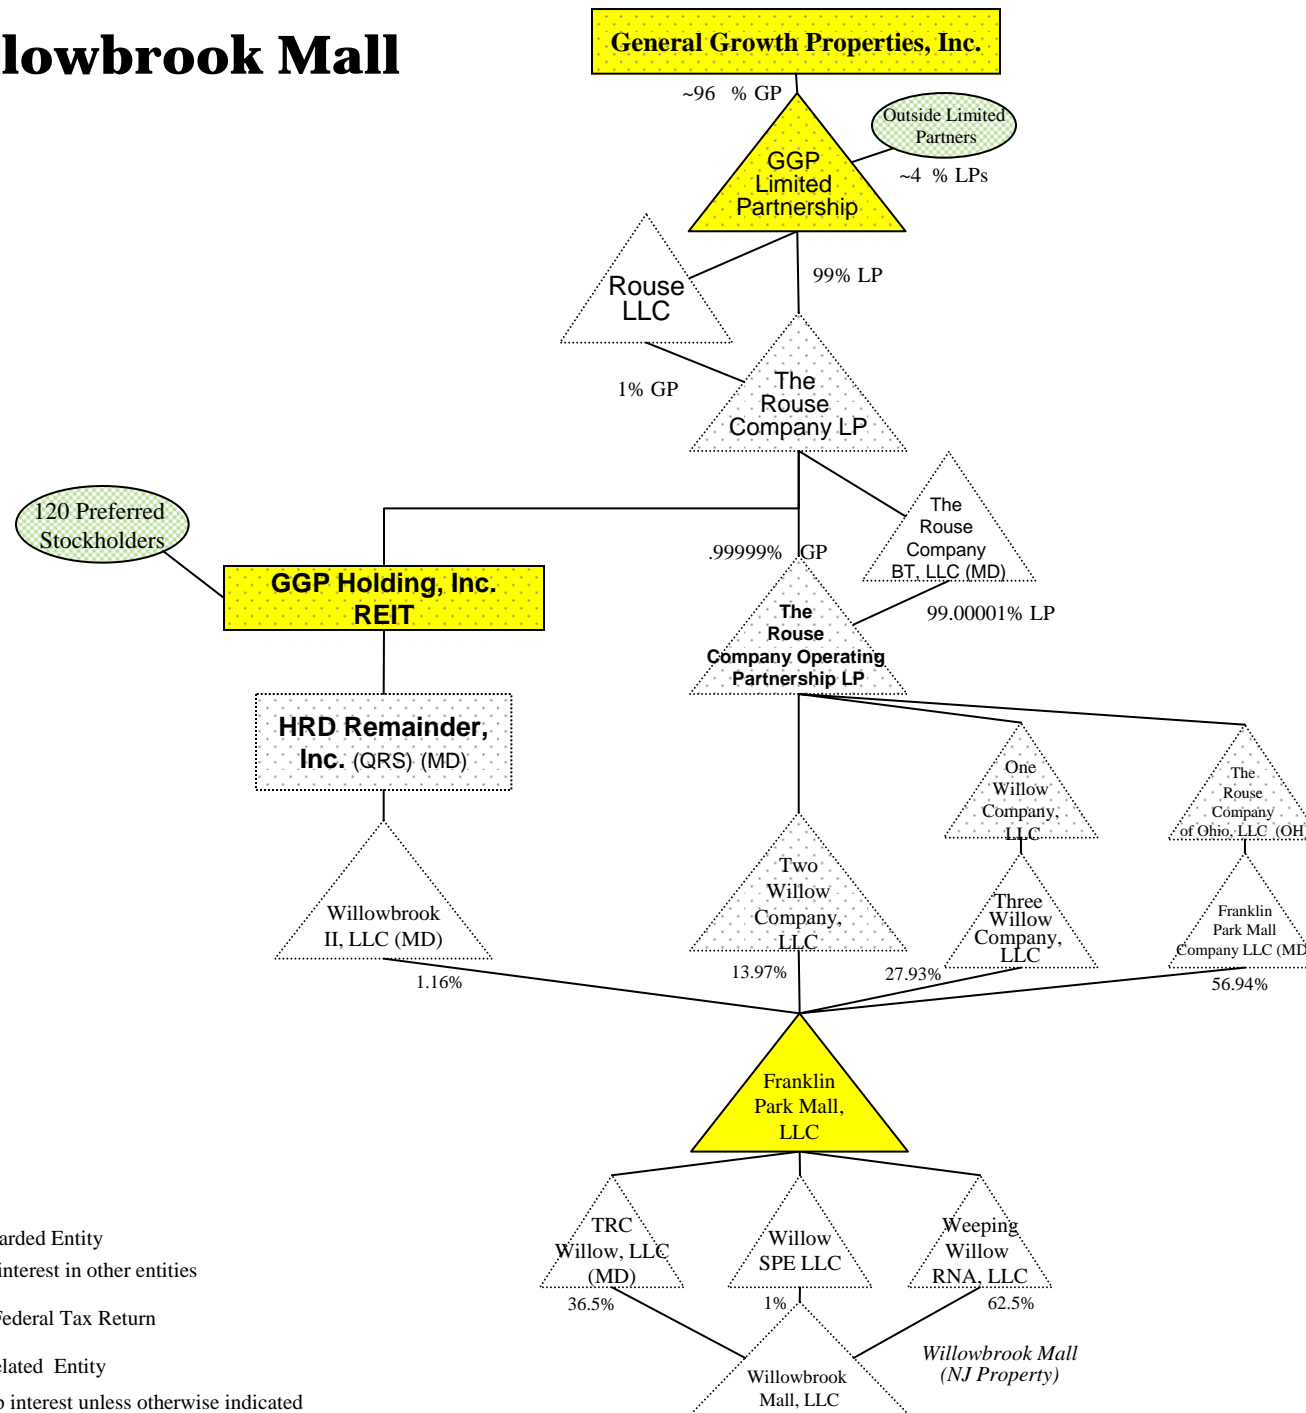 lowbrook Mall
General Growth Properties, Inc.
~96 % GP
Outside Limited
Partners
~4 % LPs
GGP
Limited
Partnership
Rouse
LLC
99% LP
1% GP
The
Rouse
Company LP
120 Preferred
Stockholders
GGP Holding, Inc.
REIT
.99999% GP
The
Rouse
Company
BT, LLC (MD)
99.00001% LP
The
Rouse
Company Operating
Partnership LP
HRD Remainder,
Inc. (QRS) (MD)
One
Willow
Company,
LLC
The
Rouse
Company
of Ohio, LLC (OH)
Willowbrook
II, LLC (MD)
Two
Willow
Company,
LLC
Three
Willow
Company,
LLC
Franklin
Park Mall
Company LLC (MD
1.16%
13.97%
27.93%
56.94%
Franklin
Park Mall,
LLC
TRC
Willow, LLC
(MD)
Willow
SPE LLC
Weeping
Willow
RNA, LLC
36.5%
1%
62.5%
Willowbrook
Mall, LLC
Willowbrook Mall
(NJ Property)
arded Entity
interest in other entities
Federal Tax Return
elated Entity
interest unless otherwise indicated